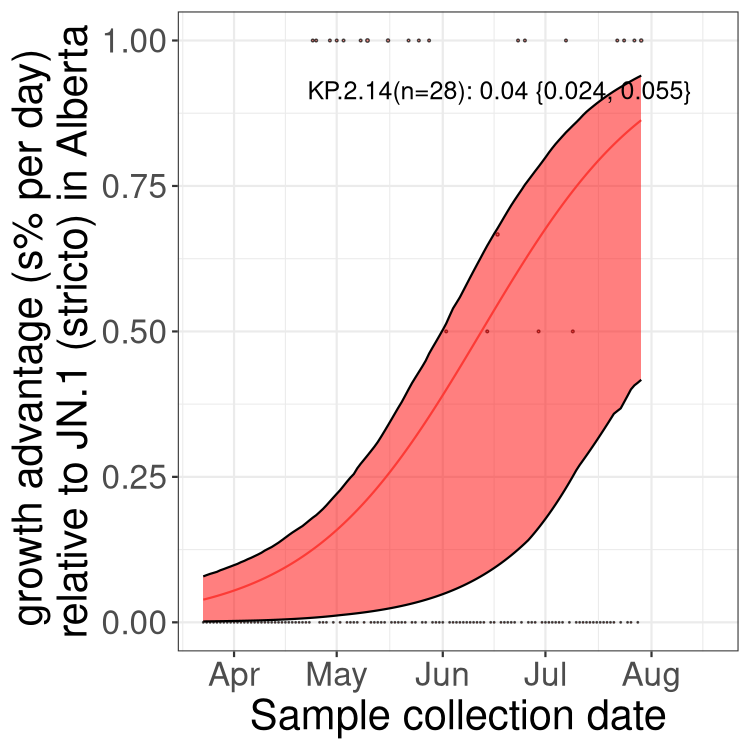 growth advantage (s% per day)
relative to JN.1 (stricto) in Alberta
1.00
0.75
0.50
0.25
0.00
KP.2.14(n=28): 0.04 {0.024, 0.055}
Apr May Jun Jul Aug
Sample collection date